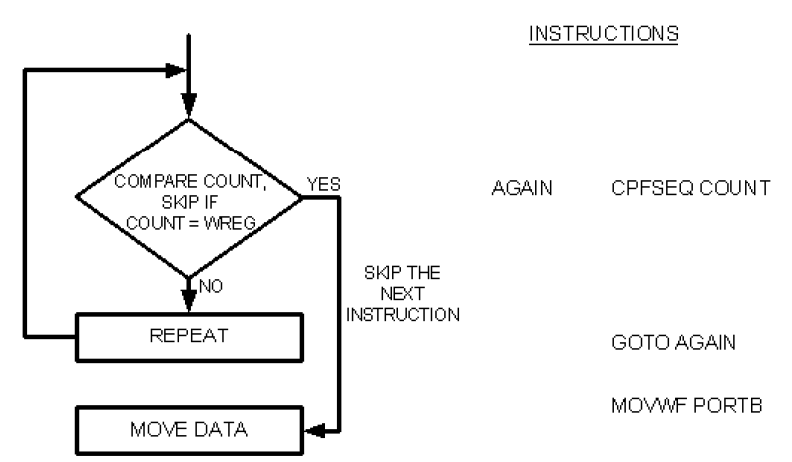 INSTRUCTIONS
COMPARE COUNT,
SKIP IF
COUNT = WREG
YES
AGAIN CPFSEQ COUNT
SKIP THE
NEXT
INSTRUCTION
NO
REPEAT
GOTO AGAIN
MOVE DATA
MOVWF PORTB